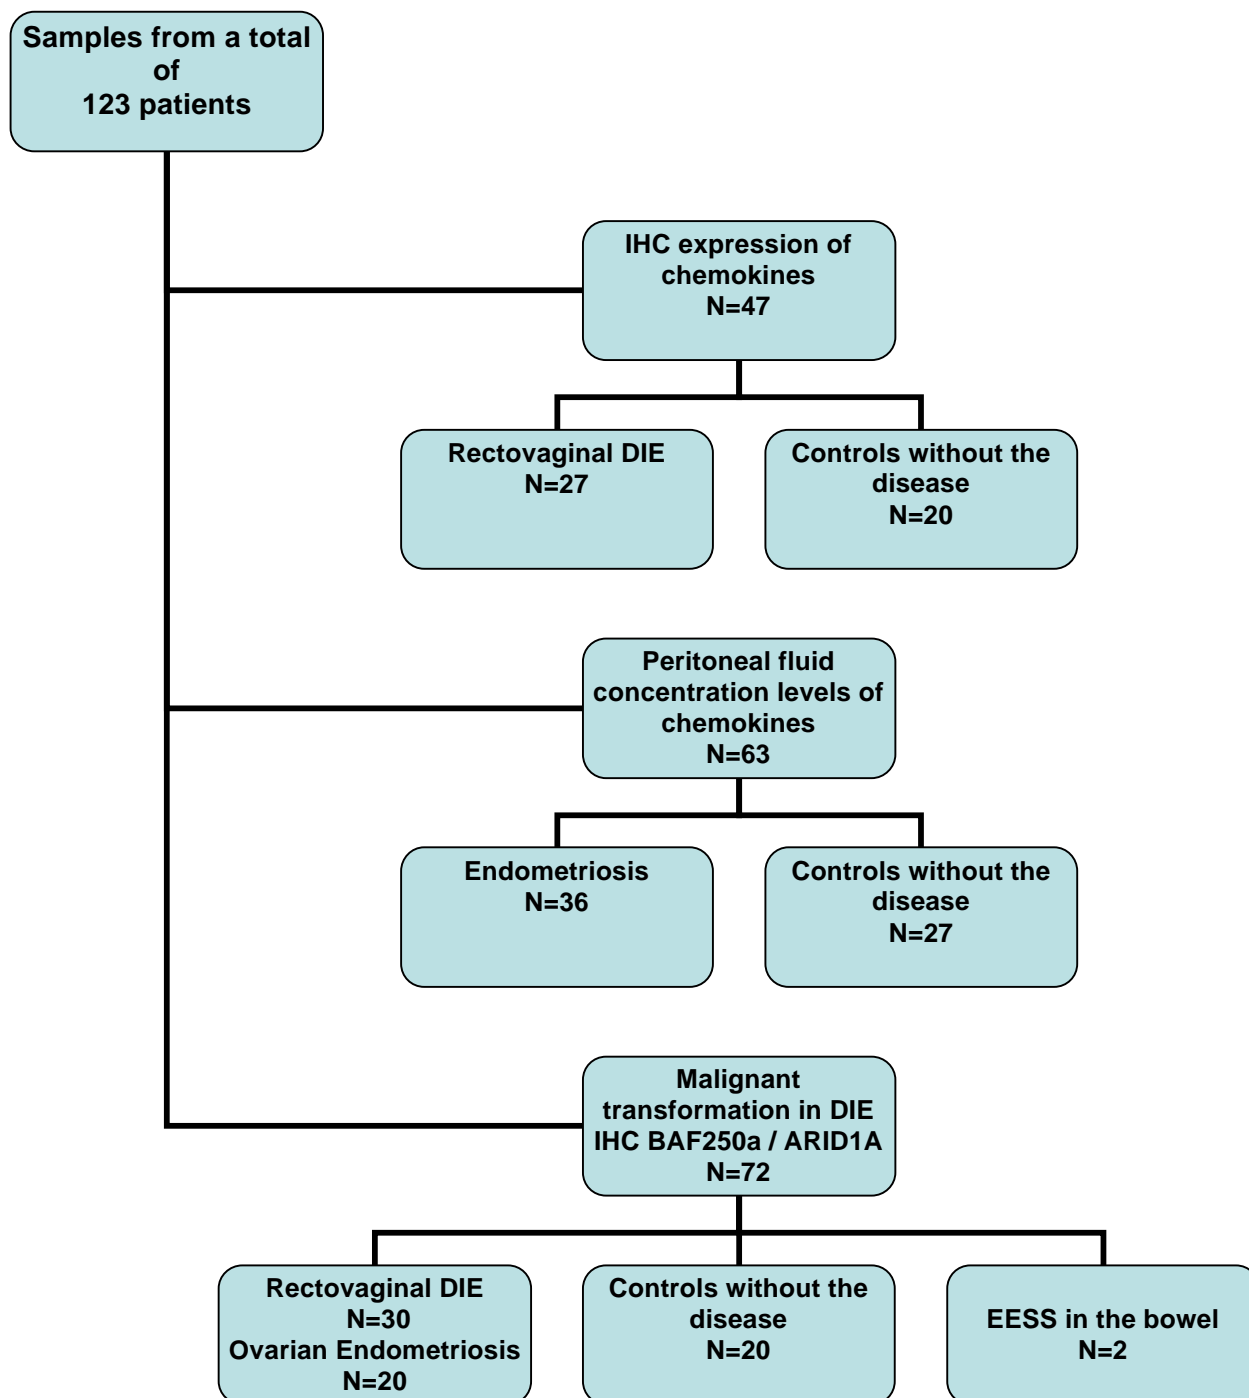 Samples from a total
of
123 patients
IHC expression of
chemokines
N=47
Rectovaginal DIE
N=27
Controls without the
disease
N=20
Peritoneal fluid
concentration levels of
chemokines
N=63
Endometriosis
N=36
Controls without the
disease
N=27
Malignant
transformation in DIE
IHC BAF250a / ARID1A
N=72
Rectovaginal DIE
N=30
Ovarian Endometriosis
N=20
Controls without the
disease
N=20
EESS in the bowel
N=2